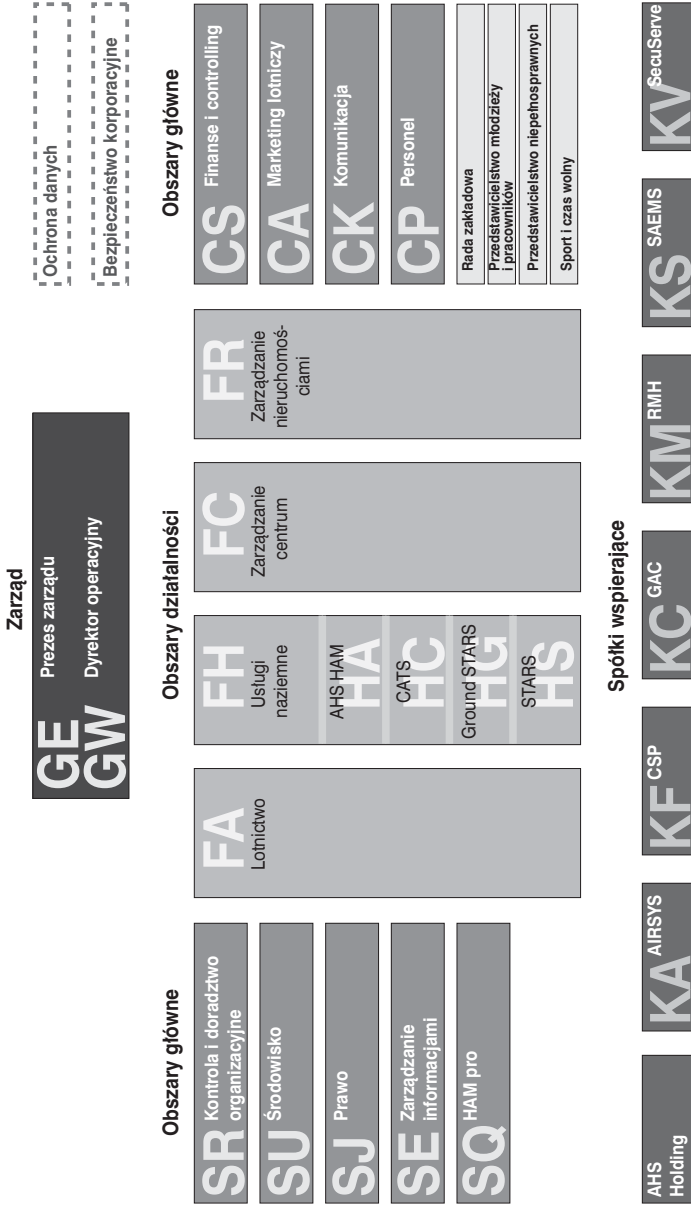 Zarząd
GE Prezes zarządu
GW Dyrektor operacyjny
Ochrona danych
Bezpieczeństwo korporacyjne
Obszary główne
SR Kontrola i doradztwo
organizacyjne
SU Środowisko
SJ Prawo
SE Zarządzanie
informacjami
SQ HAM pro
Obszary działalności
FA
Lotnictwo
FH
Usługi
naziemne
AHS HAM
HA
CATS
HC
Ground STARS
HG
STARS
HS
FC
Zarządzanie
centrum
FR
Zarządzanie
nieruchomoś-
ciami
Obszary główne
CS Finanse i controlling
CA Marketing lotniczy
CK Komunikacja
CP Personel
Rada zakładowa
Przedstawicielstwo młodzieży
i pracowników
Przedstawicielstwo niepełnosprawnych
Sport i czas wolny
Spółki wspierające
AHS
Holding
KA AIRSYS
KF CSP
KC GAC
KM RMH
KS SAEMS
KV SecuServe